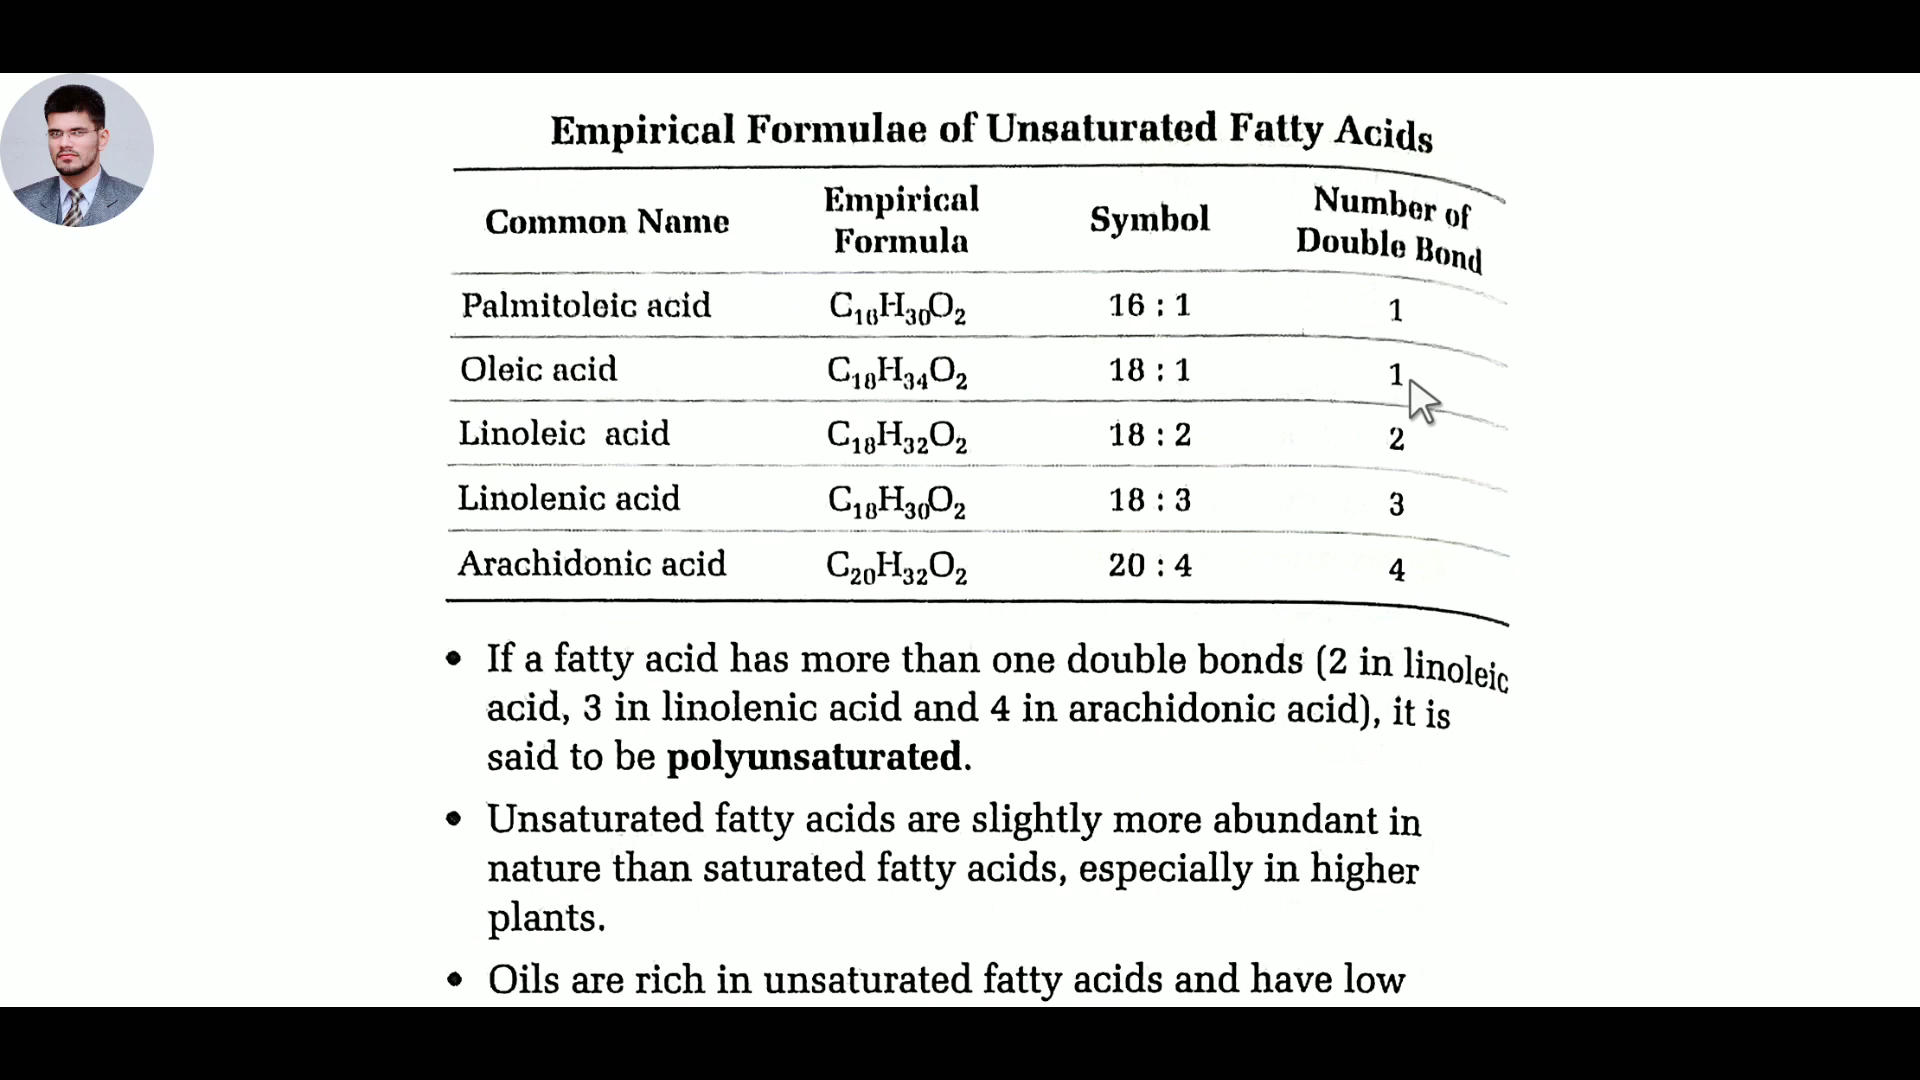 Empirical Formulae of Unsaturated Fatty Acids
Common Name Empirical Formula Symbol Number of Double Bond
Palmitoleic acid C₁₆H₃₀O₂ 16 : 1 1
Oleic acid C₁₈H₃₄O₂ 18 : 1 1
Linoleic acid C₁₈H₃₂O₂ 18 : 2 2
Linolenic acid C₁₈H₃₀O₂ 18 : 3 3
Arachidonic acid C₂₀H₃₂O₂ 20 : 4 4
• If a fatty acid has more than one double bonds (2 in linoleic
acid, 3 in linolenic acid and 4 in arachidonic acid), it is
said to be polyunsaturated.
• Unsaturated fatty acids are slightly more abundant in
nature than saturated fatty acids, especially in higher
plants.
• Oils are rich in unsaturated fatty acids and have low